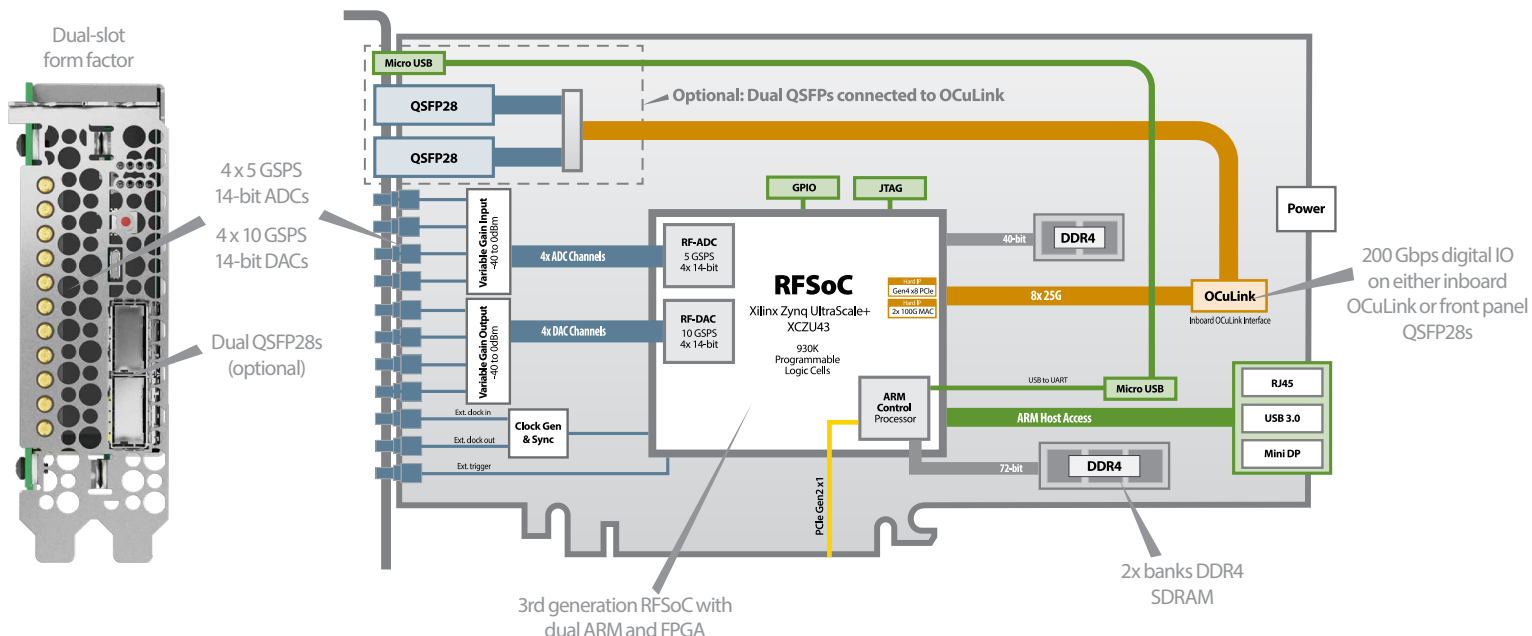 Dual-slot
form factor
4 x 5 GSPS
14-bit ADCs
4 x 10 GSPS
14-bit DACs
Dual QSFP28s
(optional)
Micro USB
QSFP28
QSFP28
Optional: Dual QSFPs connected to OCuLink
Variable Gain Input
-40 to 0dBm
4x ADC Channels
Variable Gain Output
-40 to 0dBm
4x DAC Channels
Ext. clock in
Ext. clock out
Ext. trigger
Clock Gen
& Sync
GPIO
JTAG
RF-ADC
5 GSPS
4x 14-bit
RF-DAC
10 GSPS
4x 14-bit
RFSoC
Xilinx Zynq UltraScale+
XCZU43
930K
Programmable
Logic Cells
Hard IP
Gen4 x8 PCIe
Hard IP
2x 100G MAC
ARM
Control
Processor
40-bit
DDR4
8x 25G
OCuLink
Inboard OCuLink Interface
Power
USB to UART
Micro USB
ARM Host Access
RJ45
USB 3.0
Mini DP
72-bit
DDR4
PCIe Gen2 x1
200 Gbps digital IO
on either inboard
OCuLink or front panel
QSFP28s
2x banks DDR4
SDRAM
3rd generation RFSoC with
dual ARM and FPGA